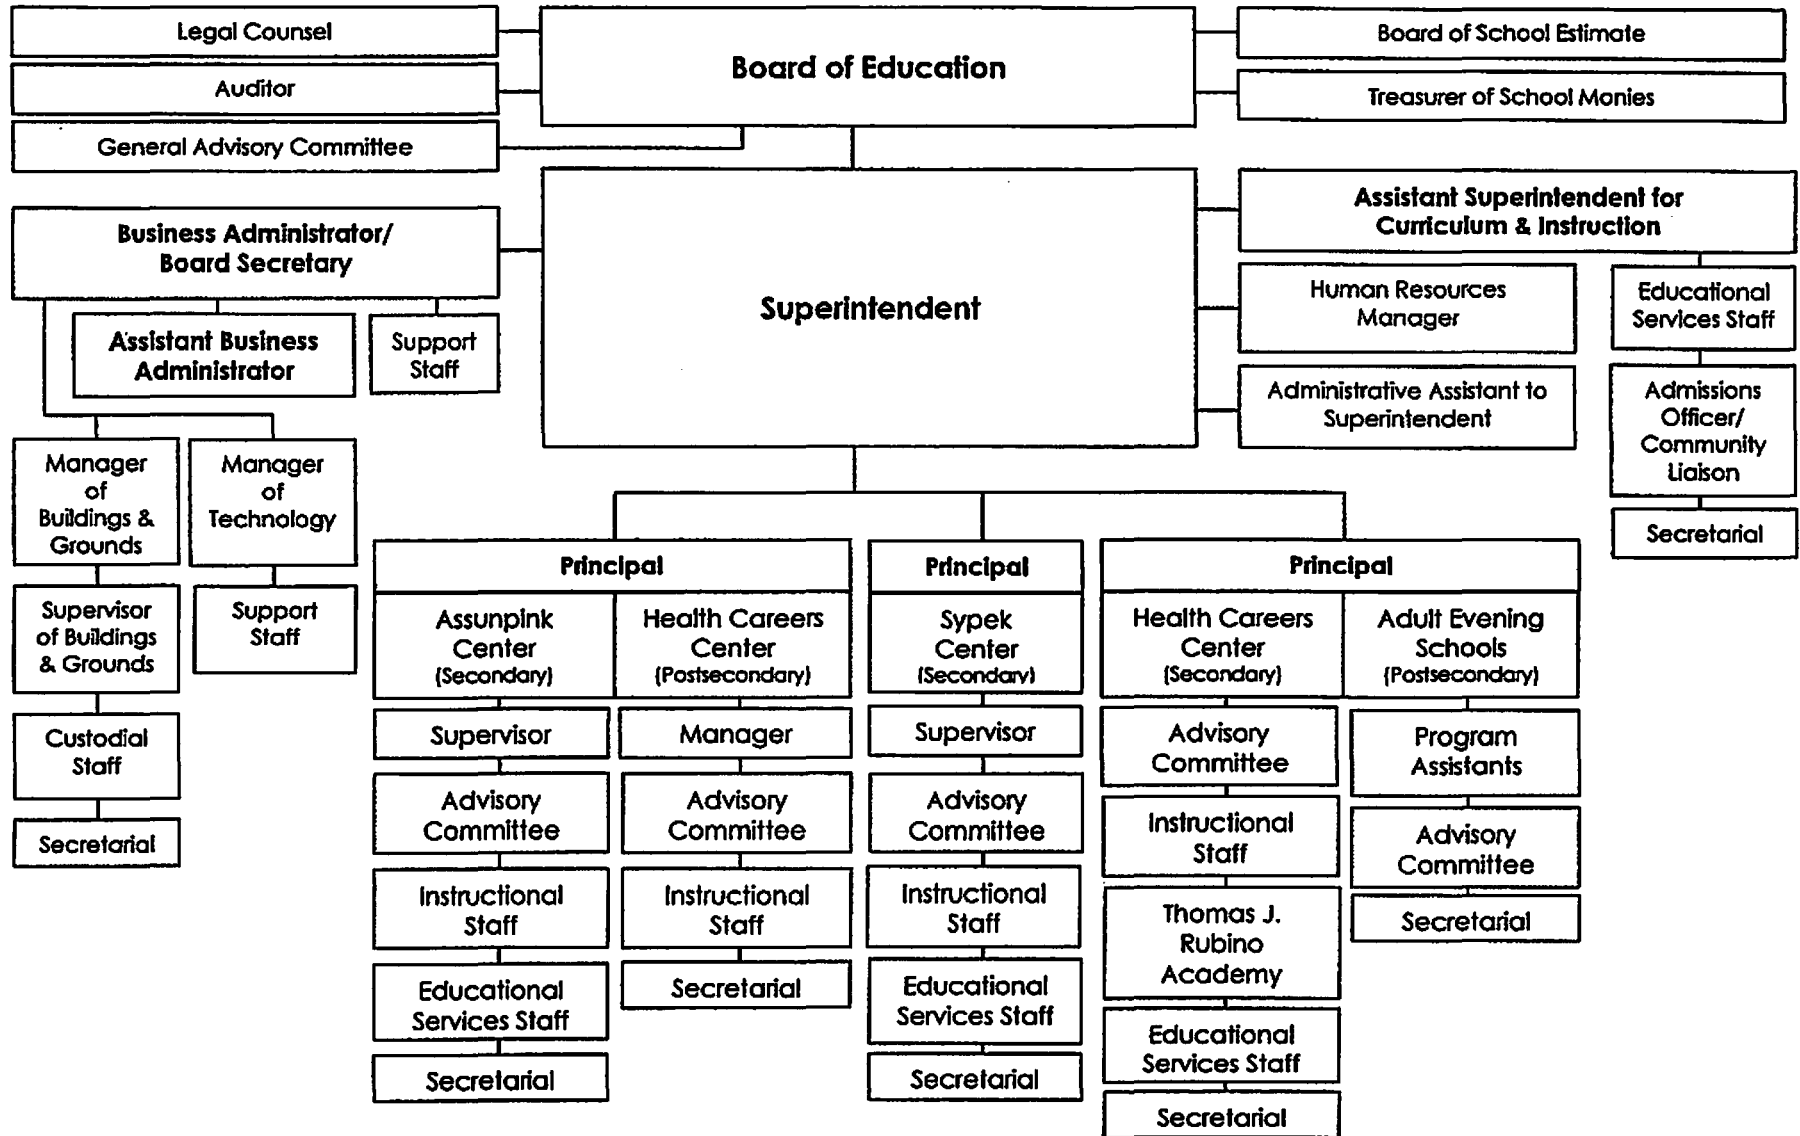 Legal Counsel
Auditor
General Advisory Committee
Board of Education
Board of School Estimate
Treasurer of School Monies
Business Administrator/
Board Secretary
Assistant Business
Administrator
Support
Staff
Manager
of
Buildings &
Grounds
Manager
of
Technology
Supervisor
of Buildings
& Grounds
Support
Staff
Custodial
Staff
Secretarial
Superintendent
Assistant Superintendent for
Curriculum & Instruction
Human Resources
Manager
Administrative Assistant to
Superintendent
Educational
Services Staff
Admissions
Officer/
Community
Liaison
Secretarial
Principal
Assunpink
Center
(Secondary)
Supervisor
Advisory
Committee
Instructional
Staff
Educational
Services Staff
Secretarial
Health Careers
Center
(Postsecondary)
Manager
Advisory
Committee
Instructional
Staff
Secretarial
Principal
Sypek
Center
(Secondary)
Supervisor
Advisory
Committee
Instructional
Staff
Educational
Services Staff
Secretarial
Principal
Health Careers
Center
(Secondary)
Advisory
Committee
Instructional
Staff
Thomas J.
Rubino
Academy
Educational
Services Staff
Secretarial
Adult Evening
Schools
(Postsecondary)
Program
Assistants
Advisory
Committee
Secretarial